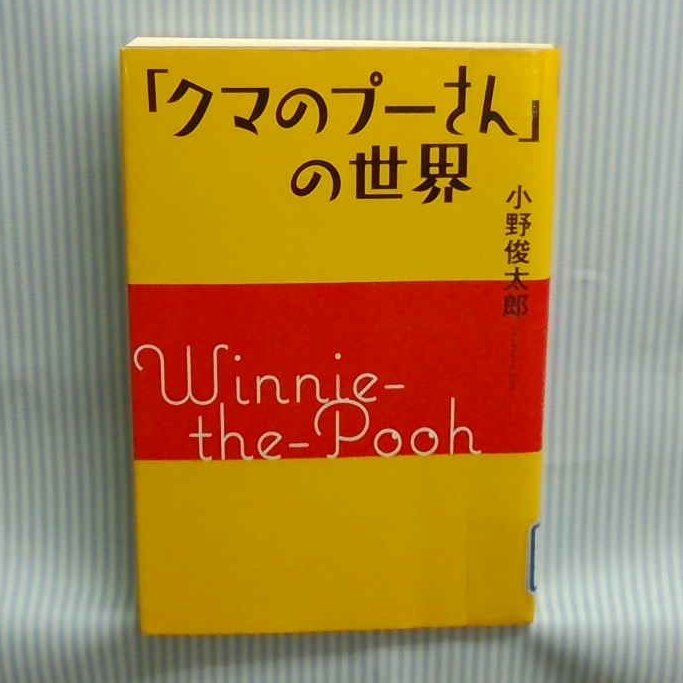 「クマのプーさん」
の世界
小野俊太郎
Winnie-
the-Pooh